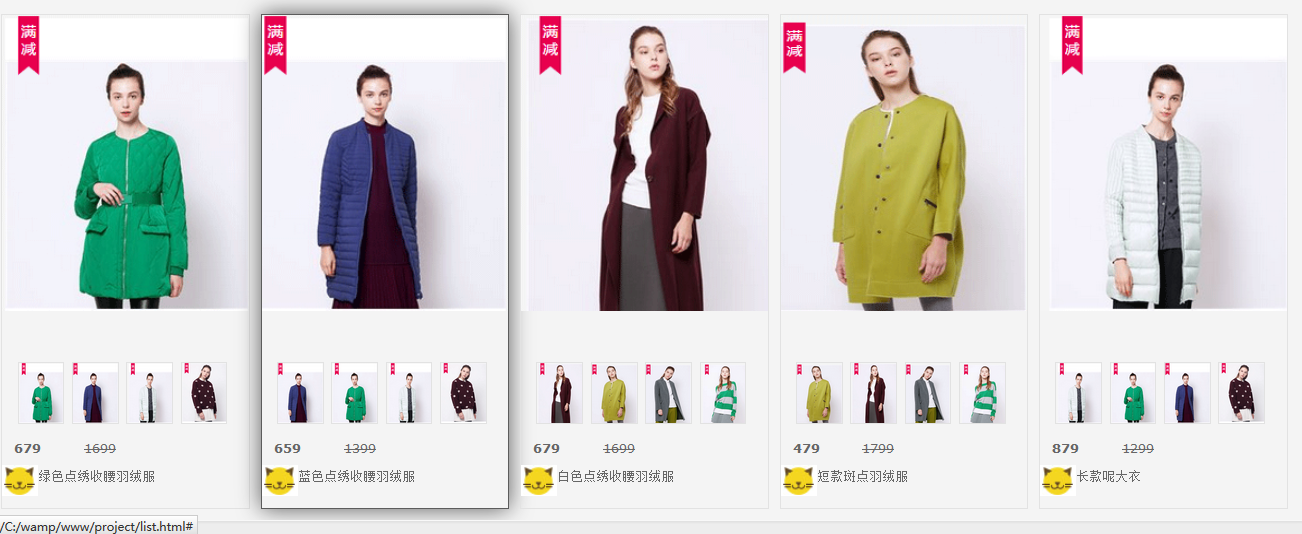 满减
满减
满减
满减
满减
679 1699
659 1399
679 1699
479 1799
879 1299
绿色点绣收腰羽绒服
蓝色点绣收腰羽绒服
白色点绣收腰羽绒服
短款斑点羽绒服
长款呢大衣
/C:/wamp/www/project/list.html#